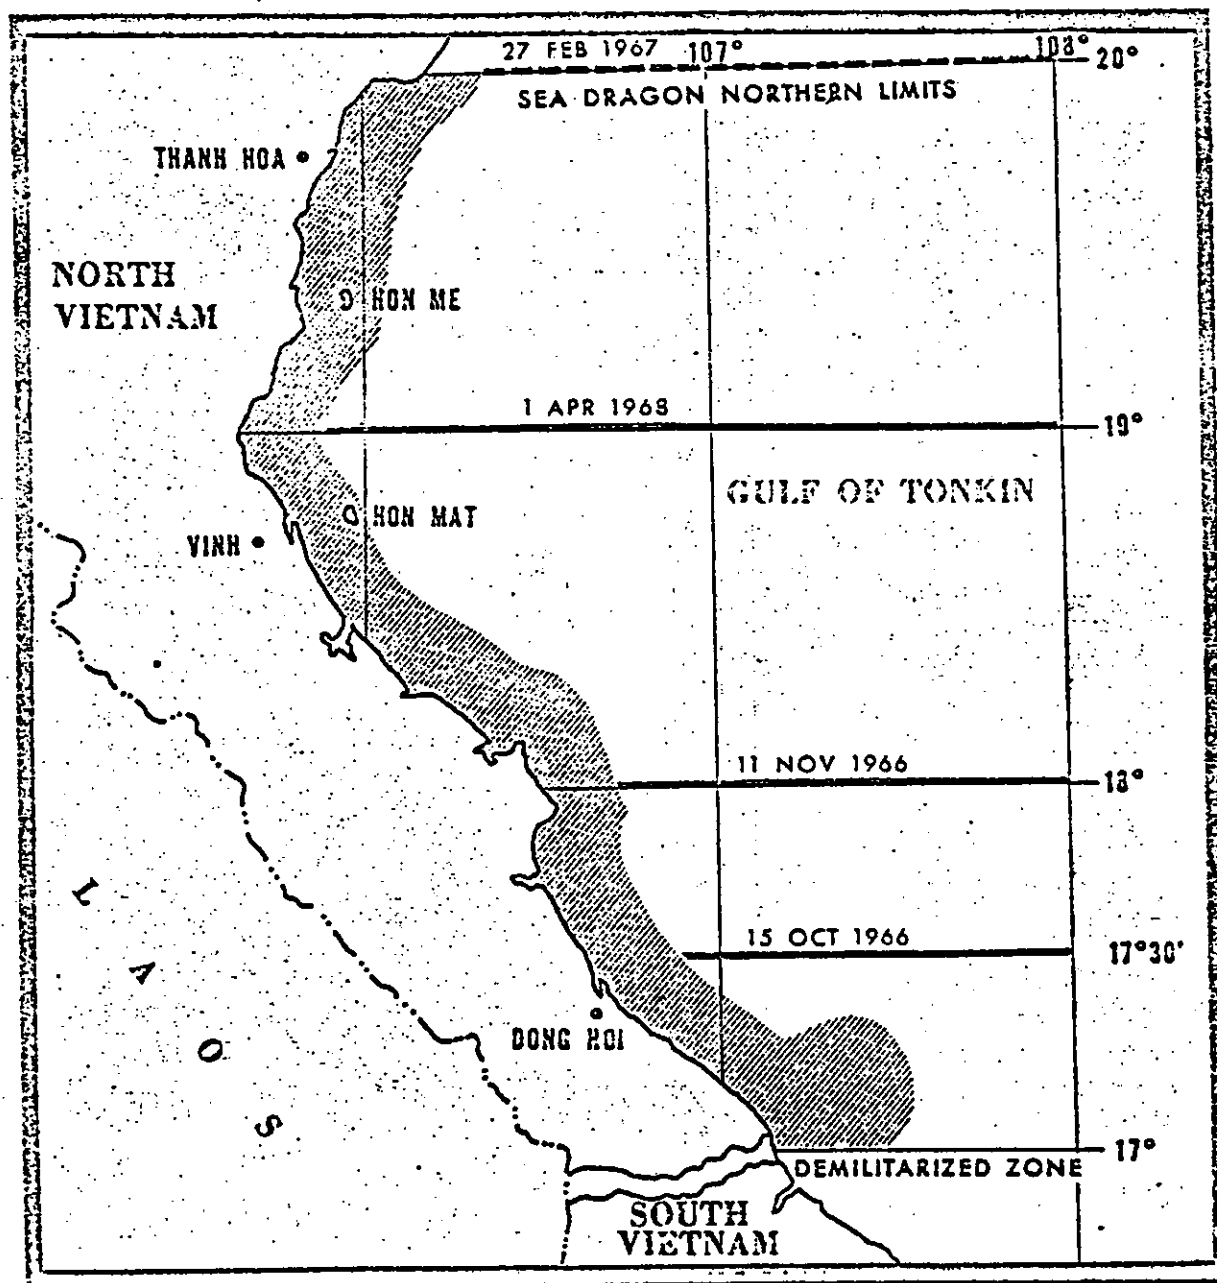 27 FEB 1967 107° 108° 20°
SEA DRAGON NORTHERN LIMITS
THANH HOA
NORTH
VIETNAM
HON ME
1 APR 1968
19°
GULF OF TONKIN
HON MAT
VINH
11 NOV 1966
18°
15 OCT 1966
17°30'
DONG HOI
LAOS
17°
DEMILITARIZED ZONE
SOUTH
VIETNAM